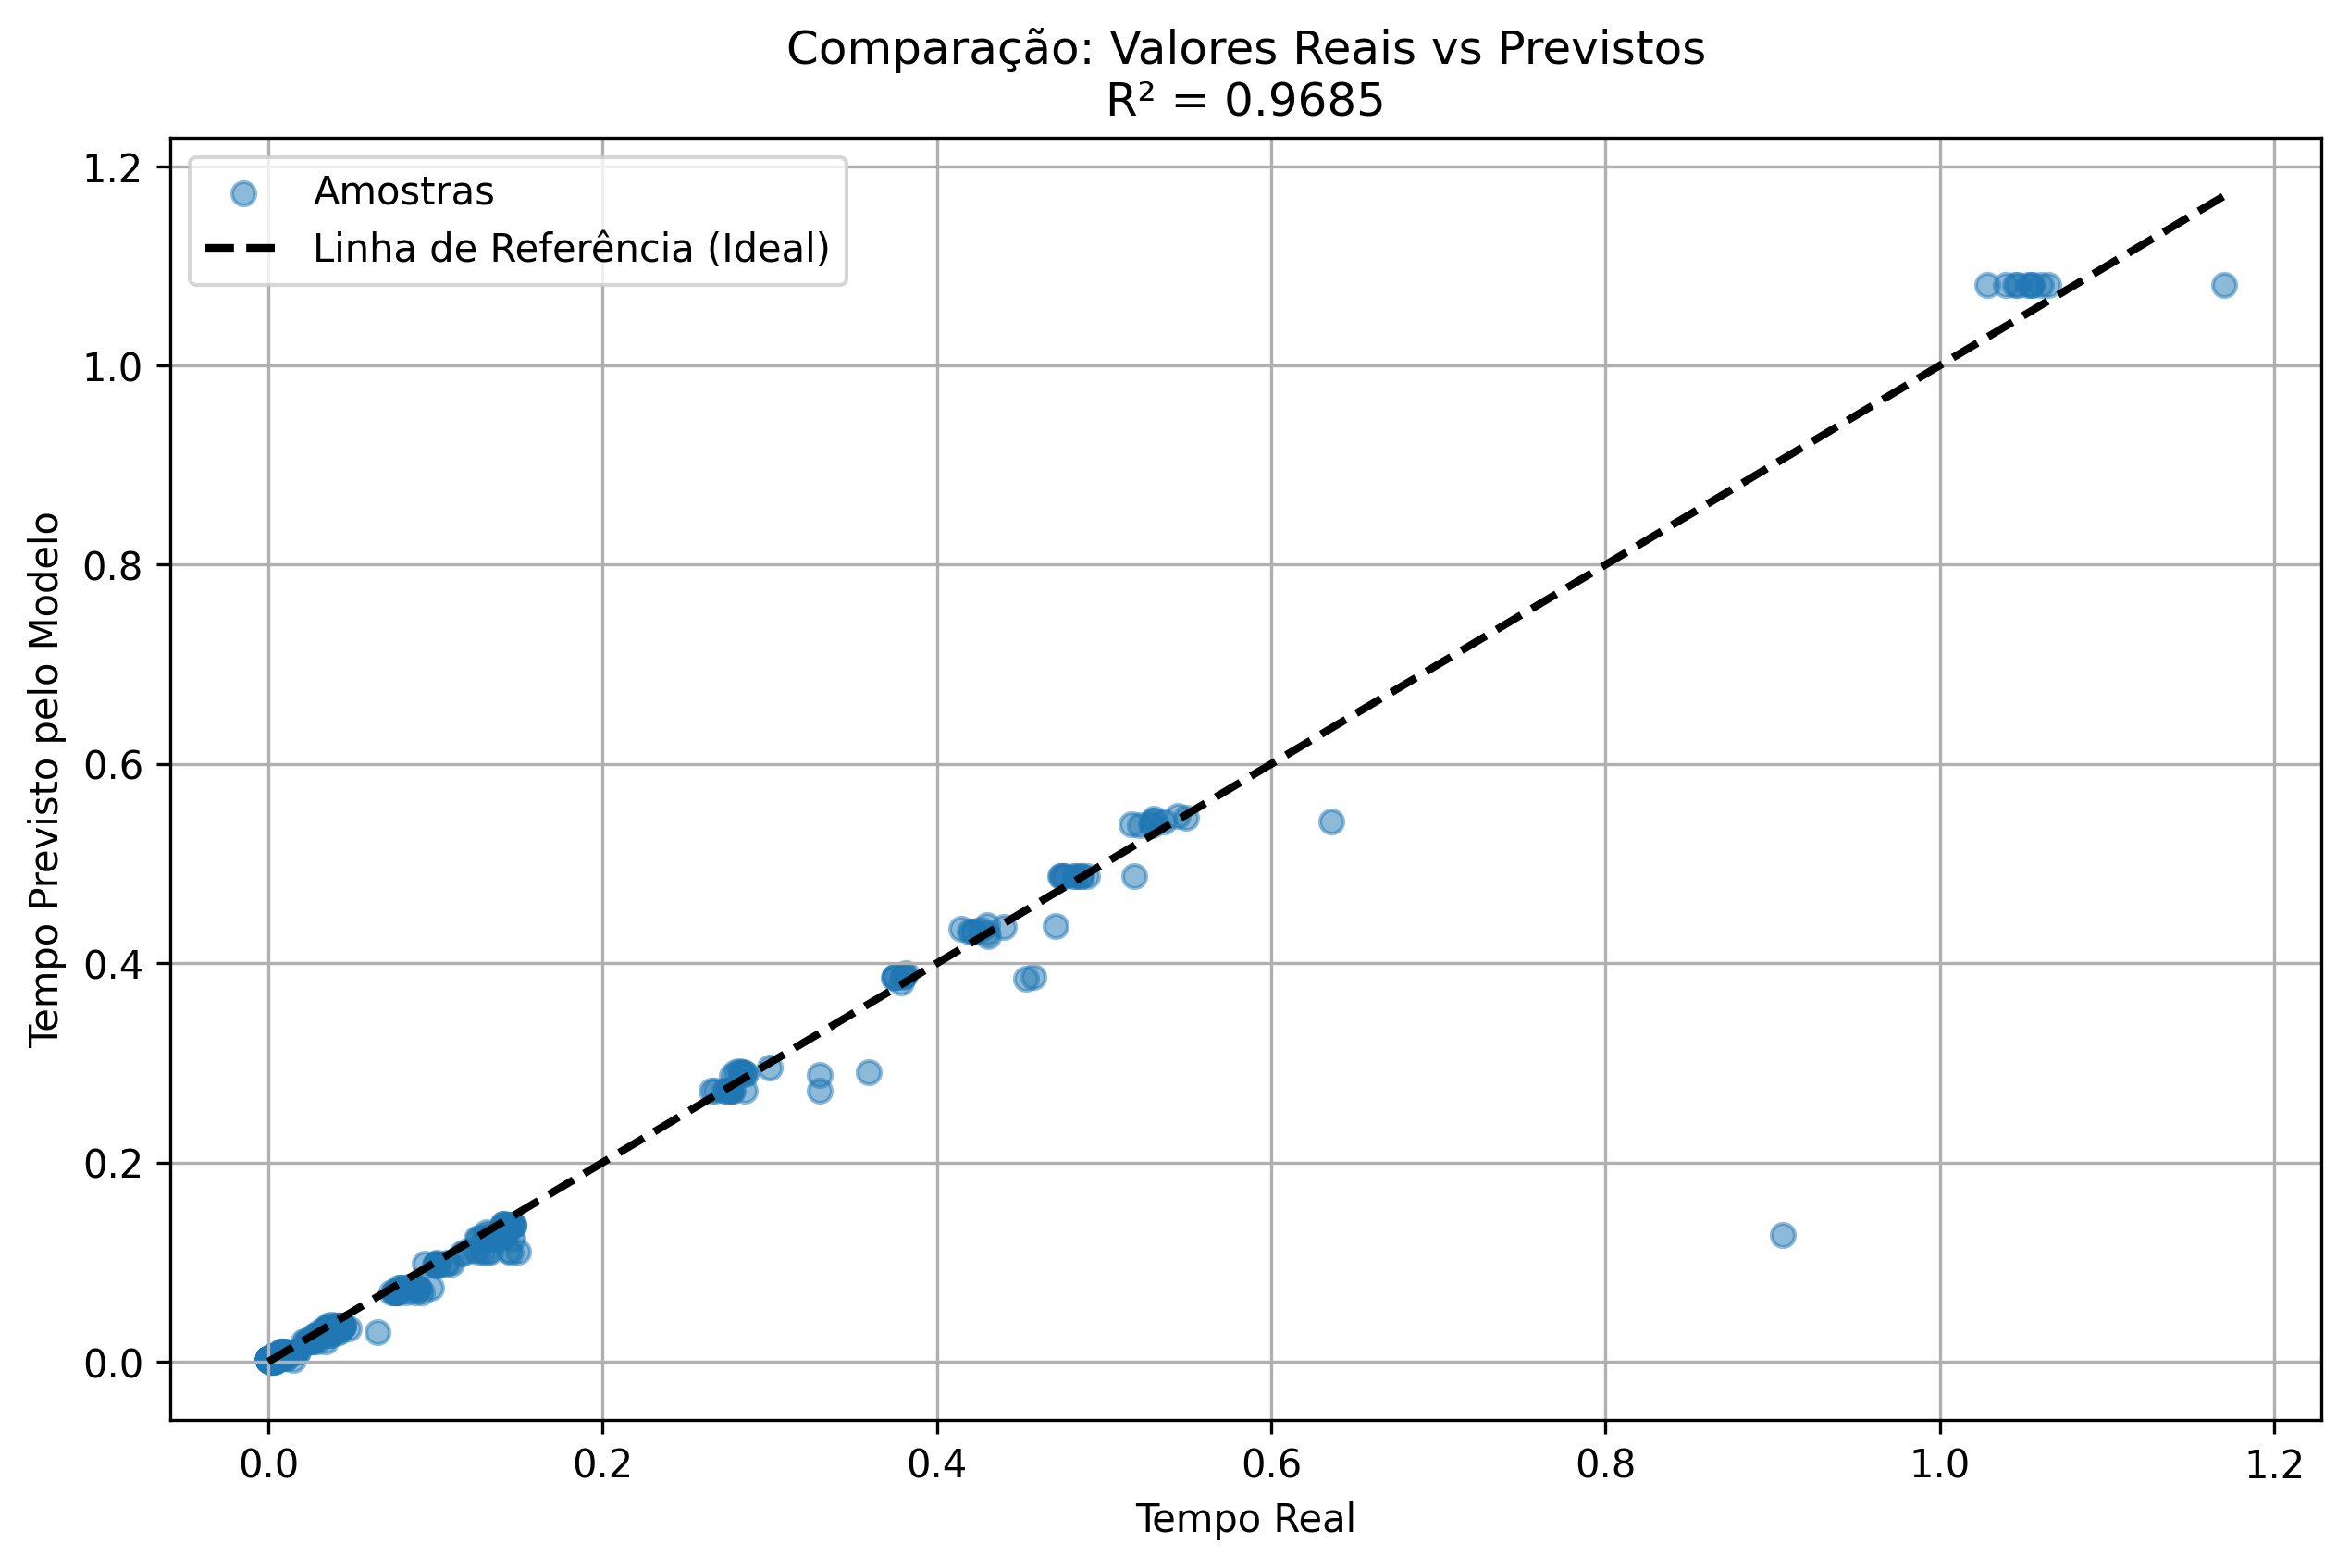 Comparação: Valores Reais vs Previstos
R² = 0.9685
Amostras
Linha de Referência (Ideal)
Tempo Previsto pelo Modelo
1.2
1.0
0.8
0.6
0.4
0.2
0.0
0.0 0.2 0.4 0.6 0.8 1.0 1.2
Tempo Real